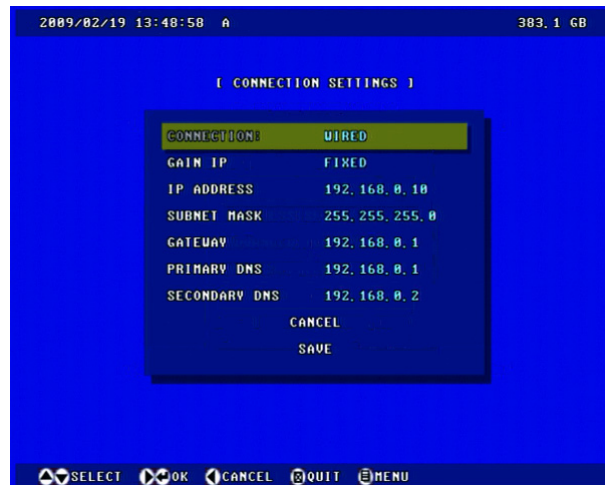 2009/02/19 13:48:58 A 383.1 GB
[ CONNECTION SETTINGS ]
CONNECTION: WIRED
GAIN IP FIXED
IP ADDRESS 192.168.0.10
SUBNET MASK 255.255.255.0
GATEWAY 192.168.0.1
PRIMARY DNS 192.168.0.1
SECONDARY DNS 192.168.0.2
CANCEL
SAVE
SELECT OK CANCEL QUIT MENU